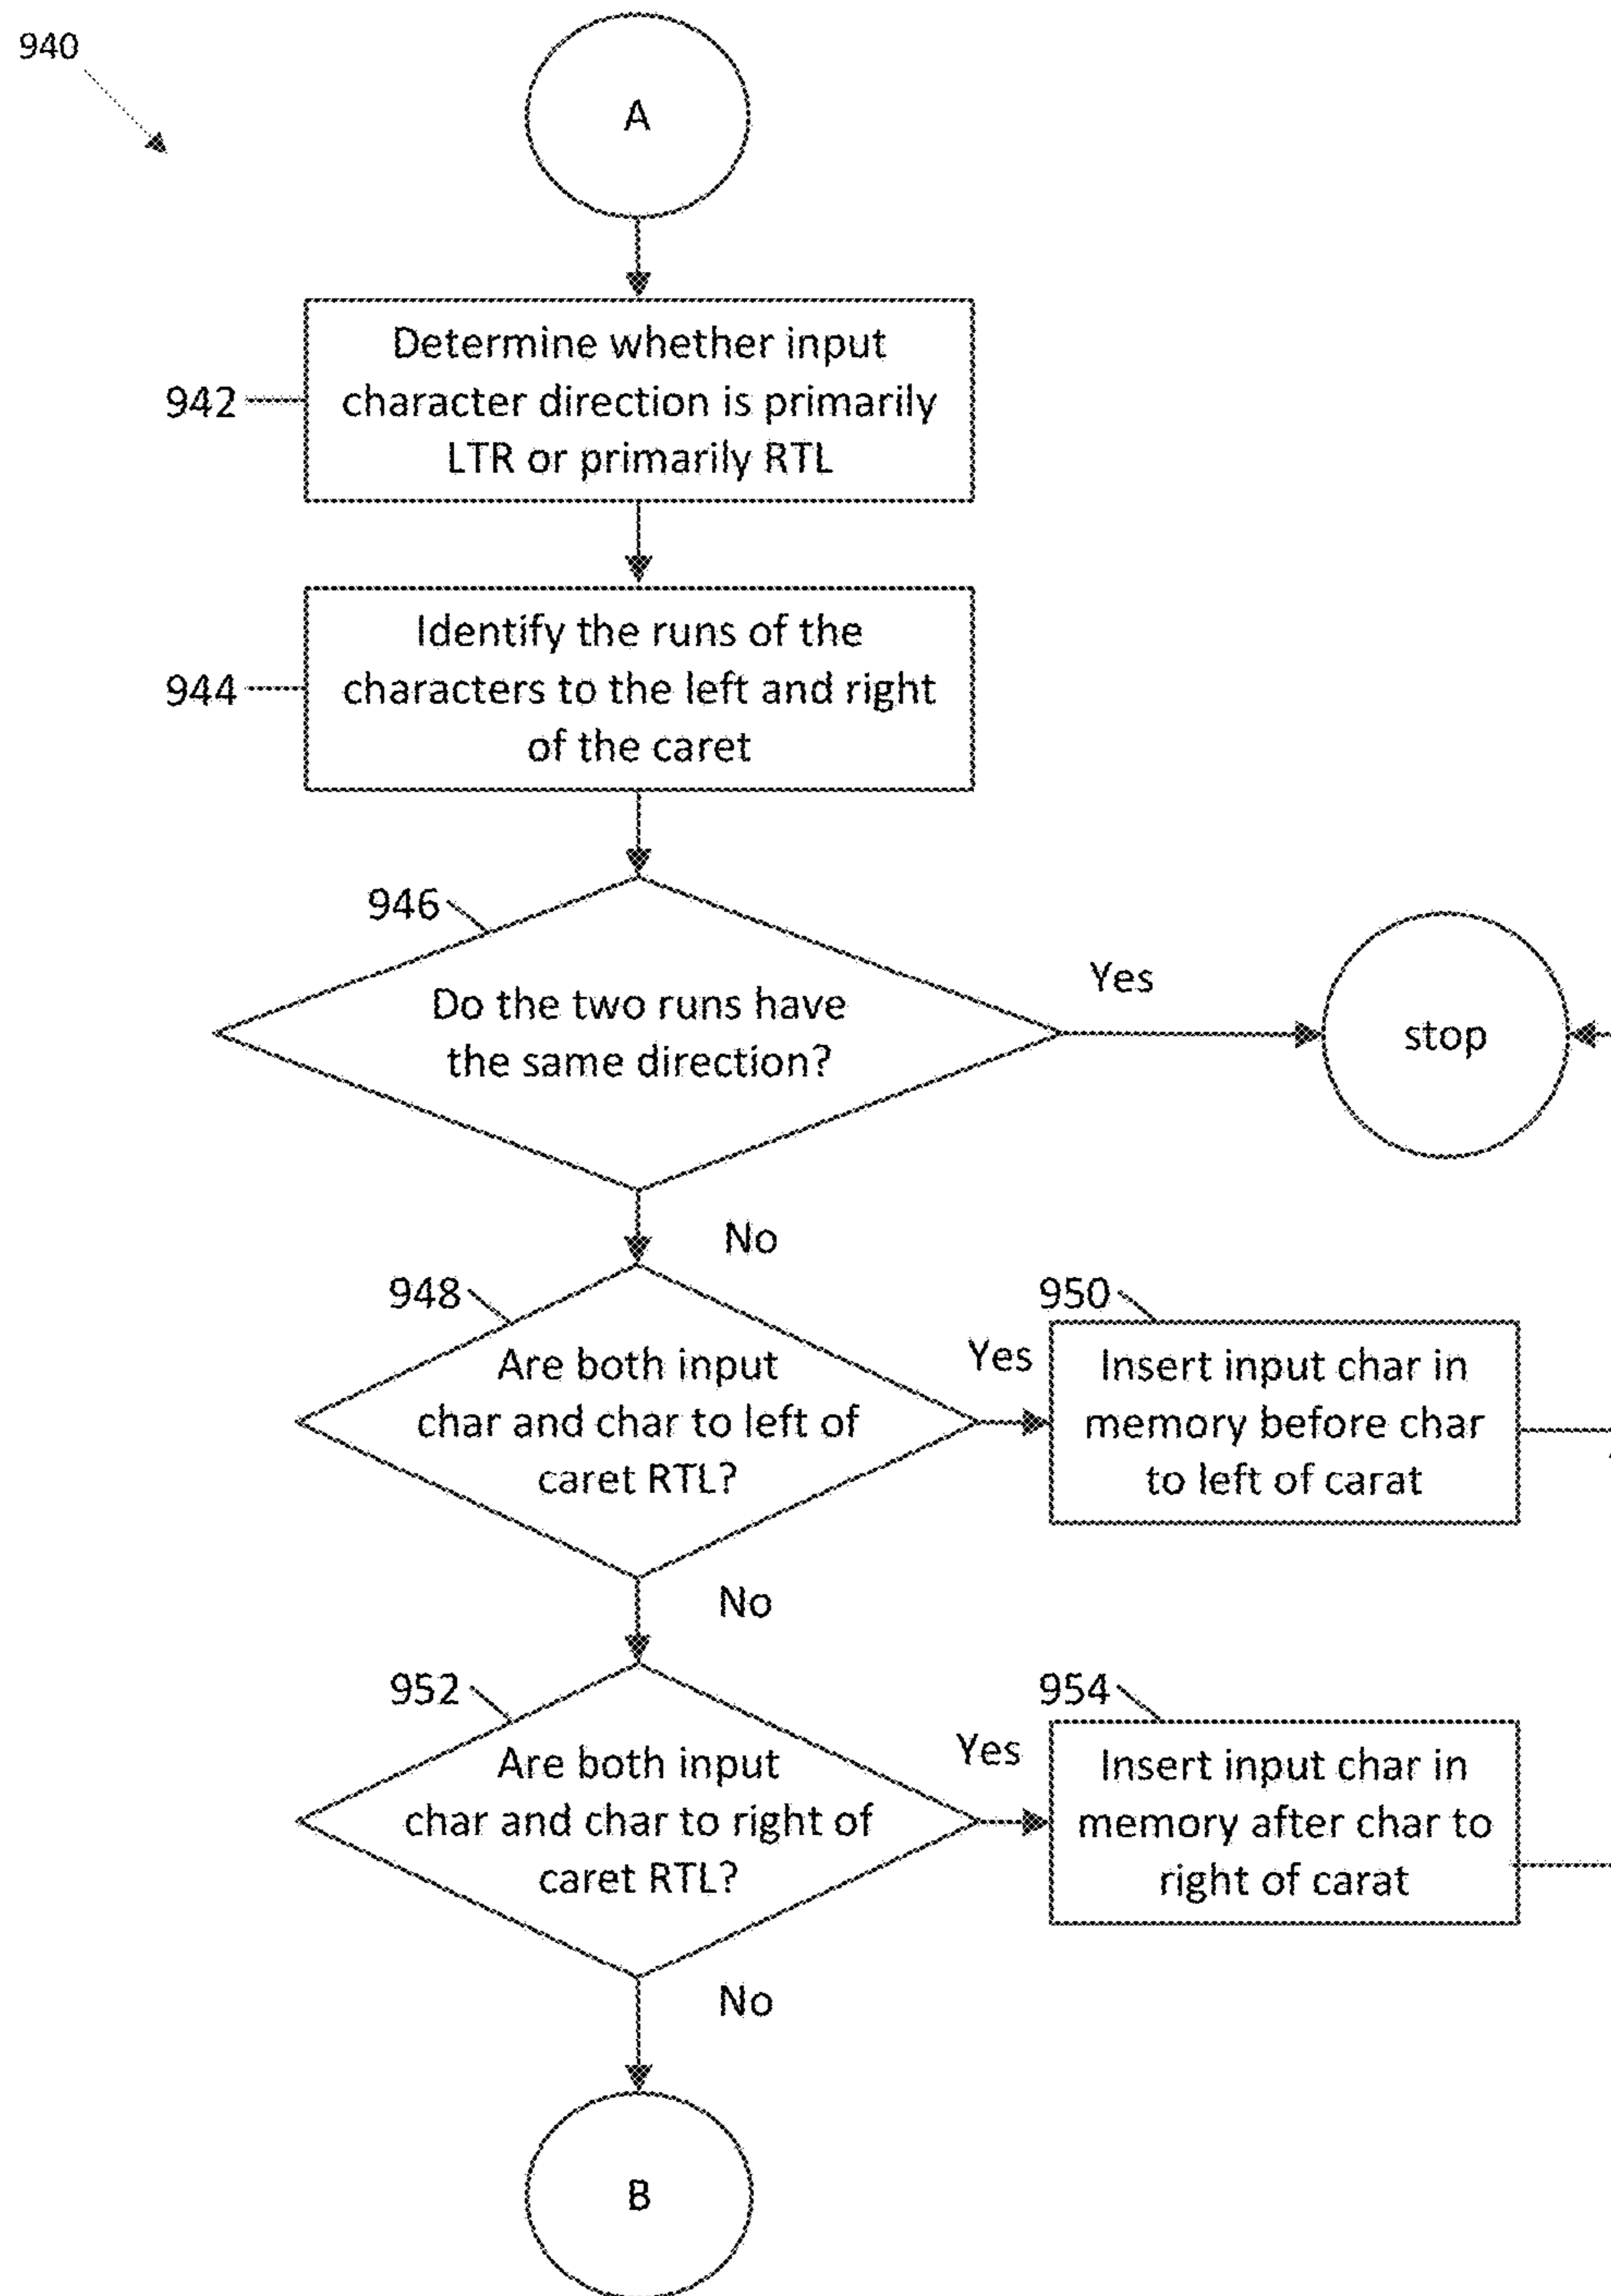 940
A
942
Determine whether input
character direction is primarily
LTR or primarily RTL
944
Identify the runs of the
characters to the left and right
of the caret
946
Do the two runs have
the same direction?
Yes
stop
No
948
Are both input
char and char to left of
caret RTL?
Yes
950
Insert input char in
memory before char
to left of carat
No
952
Are both input
char and char to right of
caret RTL?
Yes
954
Insert input char in
memory after char to
right of carat
No
B